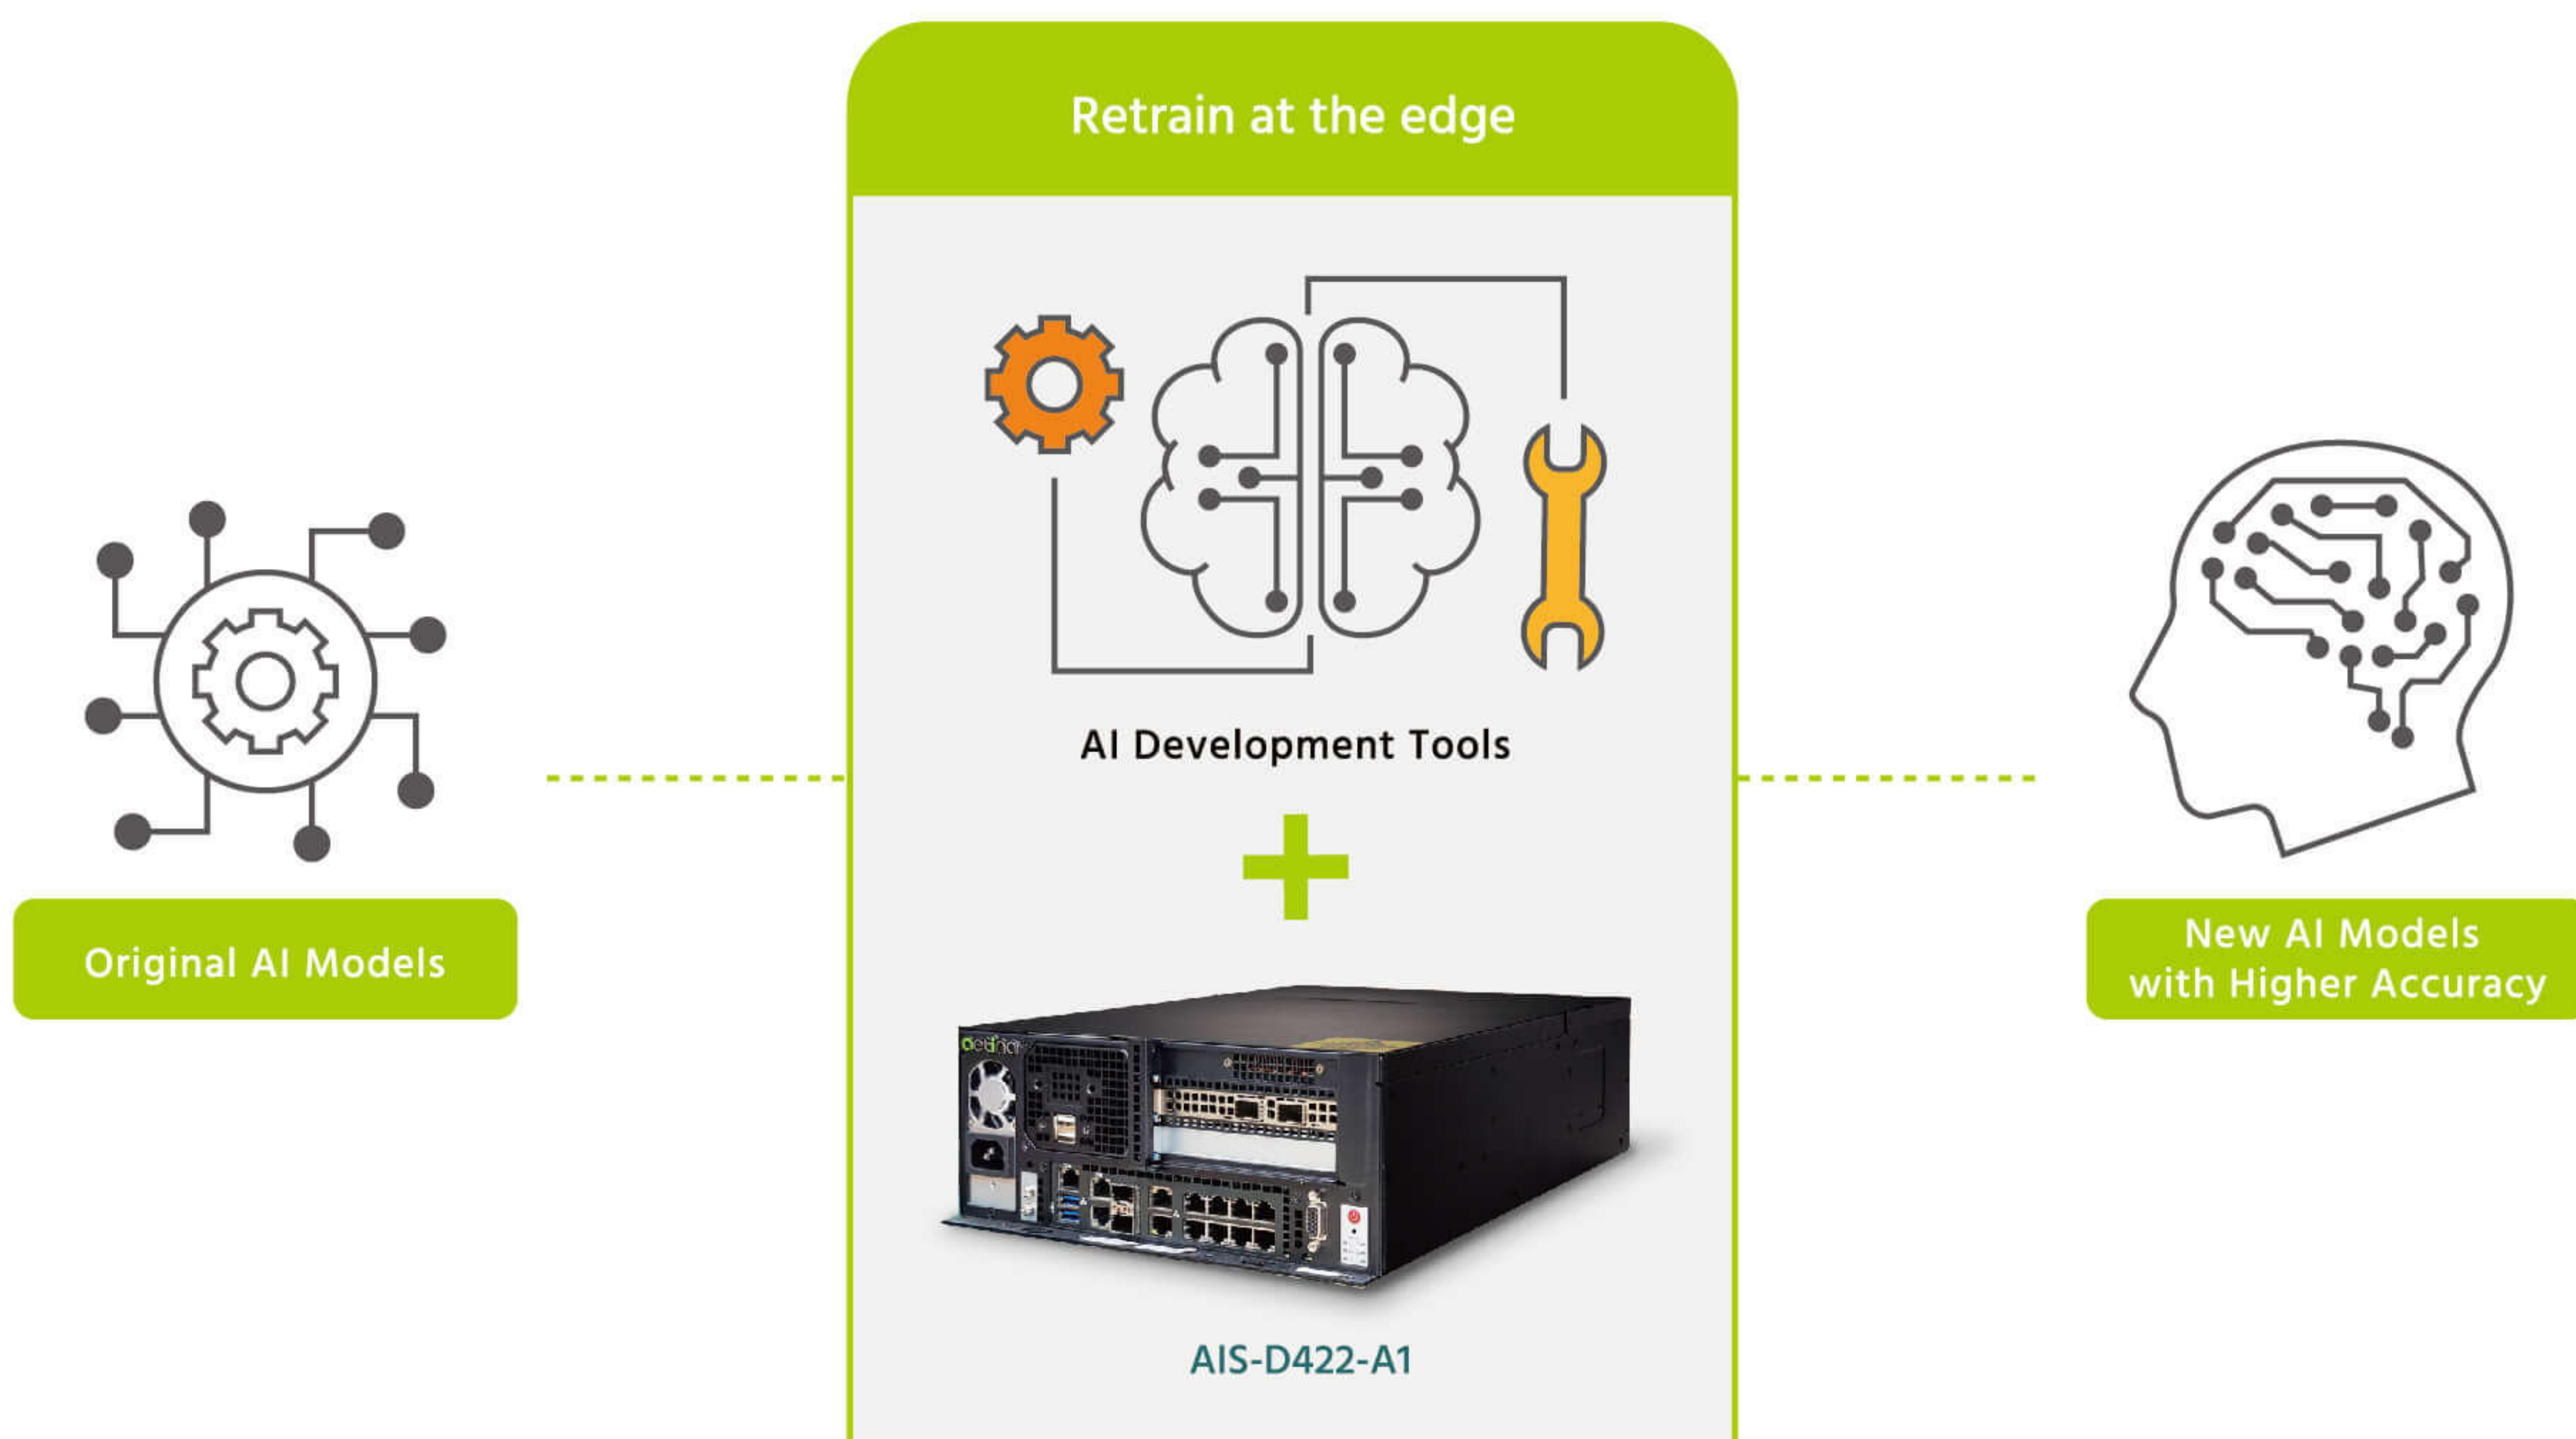 Retrain at the edge
AI Development Tools
Original AI Models
New AI Models
with Higher Accuracy
aetina
AIS-D422-A1